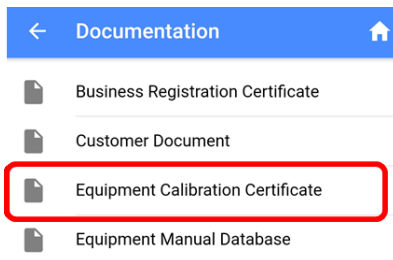 Documentation
Business Registration Certificate
Customer Document
Equipment Calibration Certificate
Equipment Manual Database